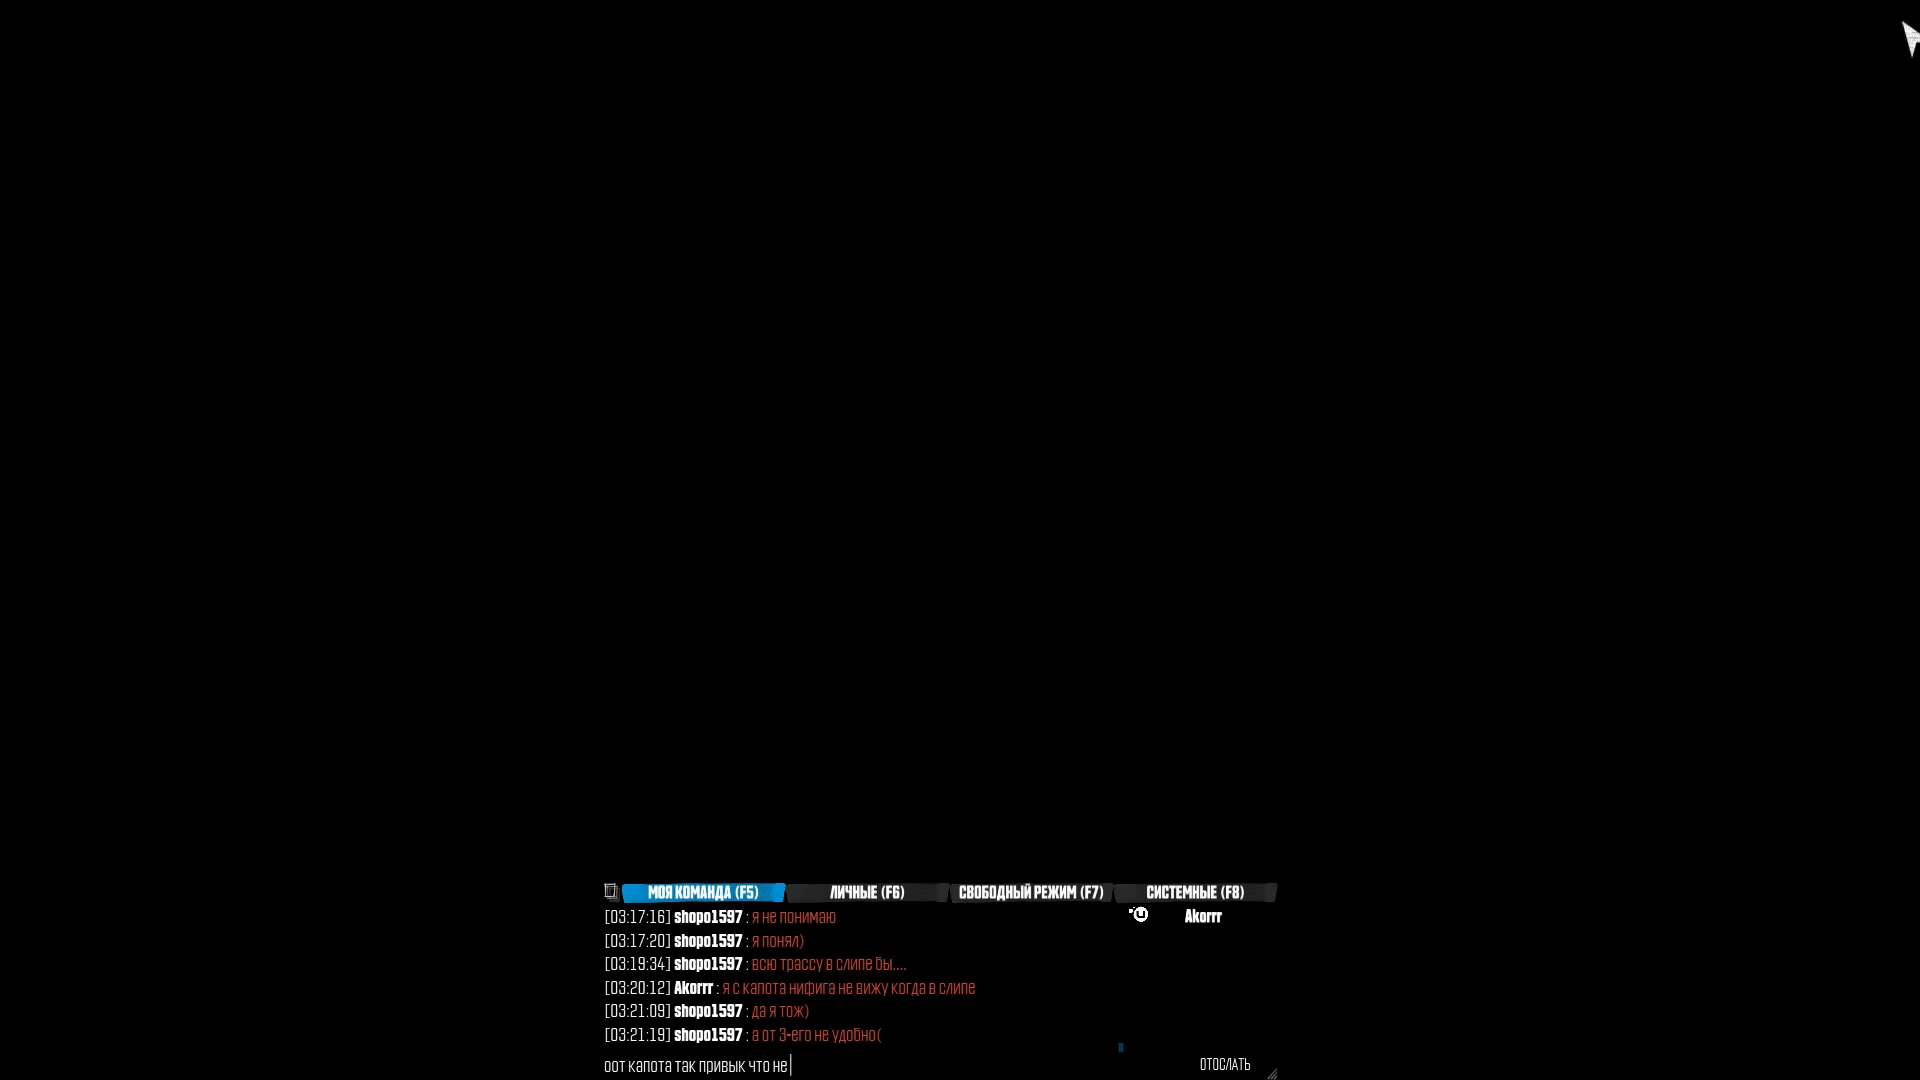 МОЯ КОМАНДА (F5) ЛИЧНЫЕ (F6) СВОБОДНЫЙ РЕЖИМ (F7) СИСТЕМНЫЕ (F8)
[03:17:16] shopo1597 : я не понимаю
Akorrr
[03:17:20] shopo1597 : я понял)
[03:19:34] shopo1597 : всю трассу в слипе бы....
[03:20:12] Akorrr : я с капота нифига не вижу когда в слипе
[03:21:09] shopo1597 : да я тож)
[03:21:19] shopo1597 : а от 3-его не удобно(
оот капота так привык что не
ОТОСЛАТЬ